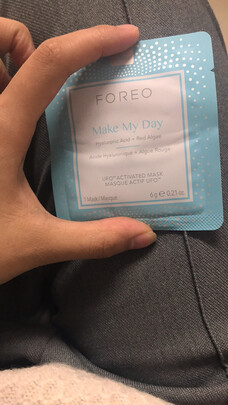 FOREO
Make My Day
Hyaluronic Acid + Red Algae
Acide Hyaluronique + Algue Rouge
UFO™ ACTIVATED MASK
MASQUE ACTIF UFO™
1 Mask/Masque 6 g ℮ 0.21 oz.